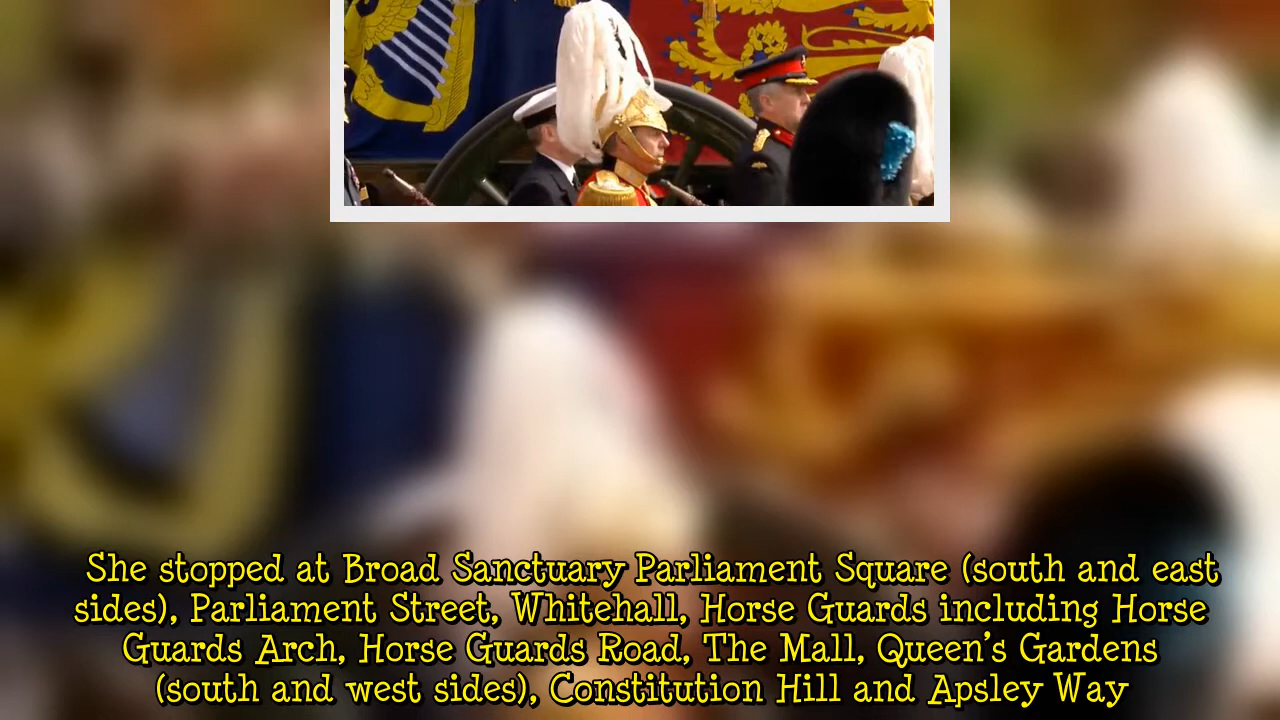 She stopped at Broad Sanctuary Parliament Square (south and east
sides), Parliament Street, Whitehall, Horse Guards including Horse
Guards Arch, Horse Guards Road, The Mall, Queen's Gardens
(south and west sides), Constitution Hill and Apsley Way